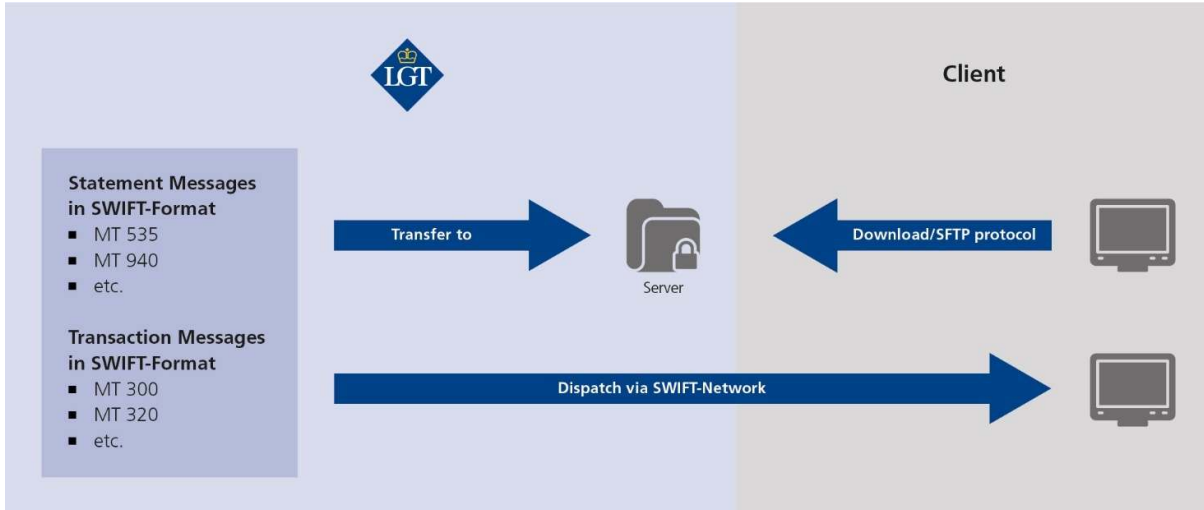 LGT
Client
Statement Messages
in SWIFT-Format
▪ MT 535
▪ MT 940
▪ etc.
Transfer to
Server
Download/SFTP protocol
Transaction Messages
in SWIFT-Format
▪ MT 300
▪ MT 320
▪ etc.
Dispatch via SWIFT-Network